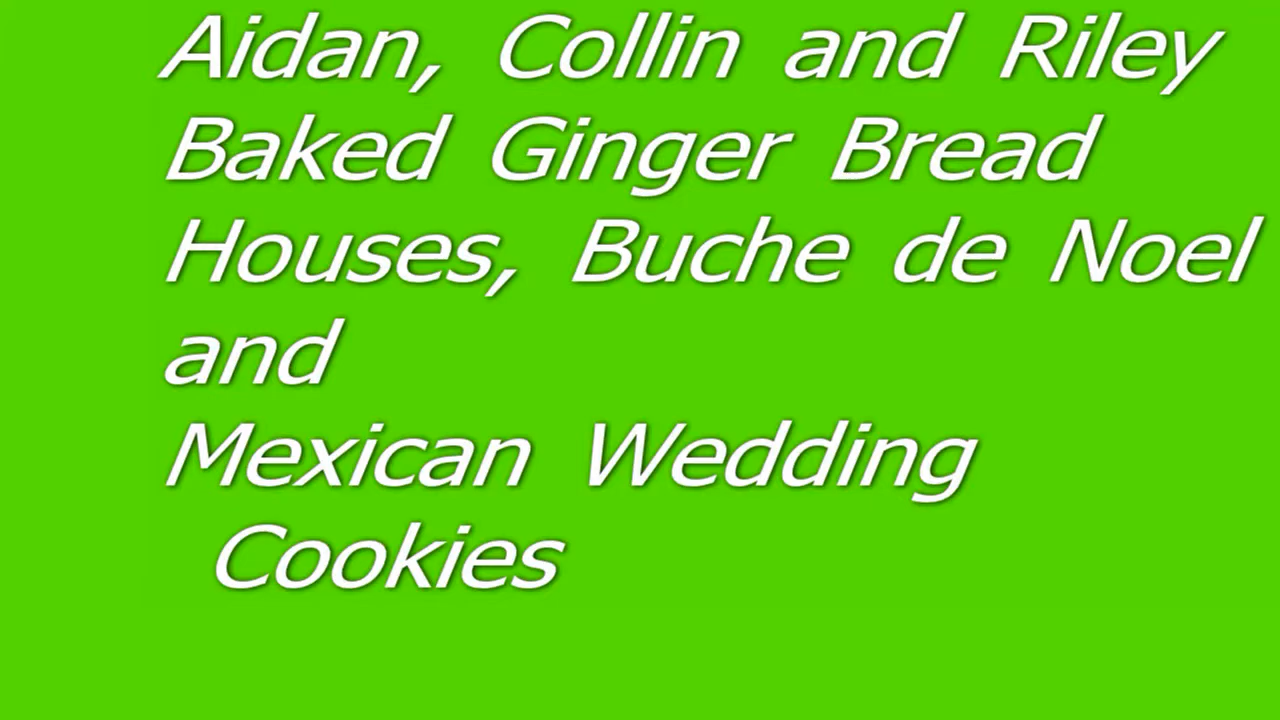 Aidan, Collin and Riley
Baked Ginger Bread
Houses, Buche de Noel
and
Mexican Wedding
Cookies